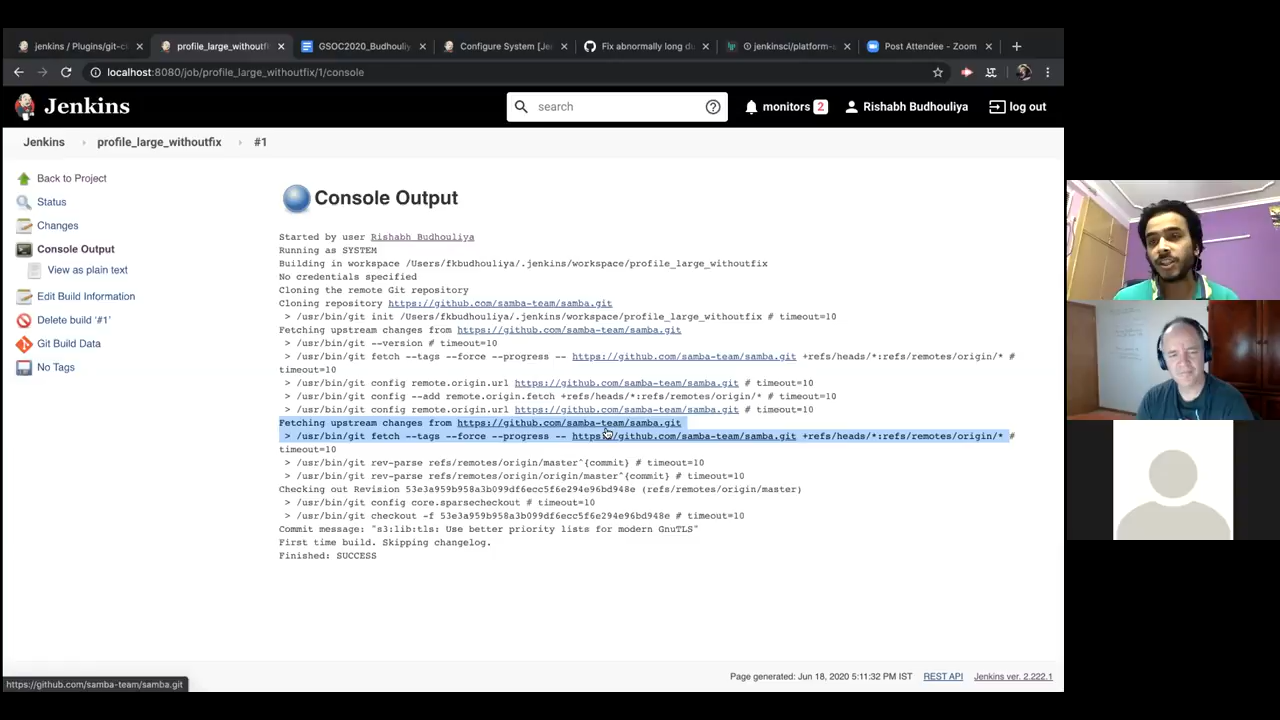 jenkins / Plugins/git-cl
profile_large_withoutf
GSOC2020_Budhouliy
Configure System [Jen
Fix abnormally long du
jenkinsci/platform-
Post Attendee - Zoom
localhost:8080/job/profile_large_withoutfix/1/console
Jenkins
search
monitors 2
Rishabh Budhouliya
log out
Jenkins
profile_large_withoutfix
#1
Back to Project
Status
Changes
Console Output
View as plain text
Edit Build Information
Delete build '#1'
Git Build Data
No Tags
Console Output
Started by user Rishabh Budhouliya
Running as SYSTEM
Building in workspace /Users/fkbudhouliya/.jenkins/workspace/profile_large_withoutfix
No credentials specified
Cloning the remote Git repository
Cloning repository https://github.com/samba-team/samba.git
> /usr/bin/git init /Users/fkbudhouliya/.jenkins/workspace/profile_large_withoutfix # timeout=10
Fetching upstream changes from https://github.com/samba-team/samba.git
> /usr/bin/git --version # timeout=10
> /usr/bin/git fetch --tags --force --progress -- https://github.com/samba-team/samba.git +refs/heads/*:refs/remotes/origin/* #
timeout=10
> /usr/bin/git config remote.origin.url https://github.com/samba-team/samba.git # timeout=10
> /usr/bin/git config --add remote.origin.fetch +refs/heads/*:refs/remotes/origin/* # timeout=10
> /usr/bin/git config remote.origin.url https://github.com/samba-team/samba.git # timeout=10
Fetching upstream changes from https://github.com/samba-team/samba.git
> /usr/bin/git fetch --tags --force --progress -- https://github.com/samba-team/samba.git +refs/heads/*:refs/remotes/origin/* #
timeout=10
> /usr/bin/git rev-parse refs/remotes/origin/master^{commit} # timeout=10
> /usr/bin/git rev-parse refs/remotes/origin/origin/master^{commit} # timeout=10
Checking out Revision 53e3a959b958a3b099df6ecc5f6e294e96bd948e (refs/remotes/origin/master)
> /usr/bin/git config core.sparsecheckout # timeout=10
> /usr/bin/git checkout -f 53e3a959b958a3b099df6ecc5f6e294e96bd948e # timeout=10
Commit message: "s3:lib:tls: Use better priority lists for modern GnuTLS"
First time build. Skipping changelog.
Finished: SUCCESS
Page generated: Jun 18, 2020 5:11:32 PM IST
REST API
Jenkins ver. 2.222.1
https://github.com/samba-team/samba.git